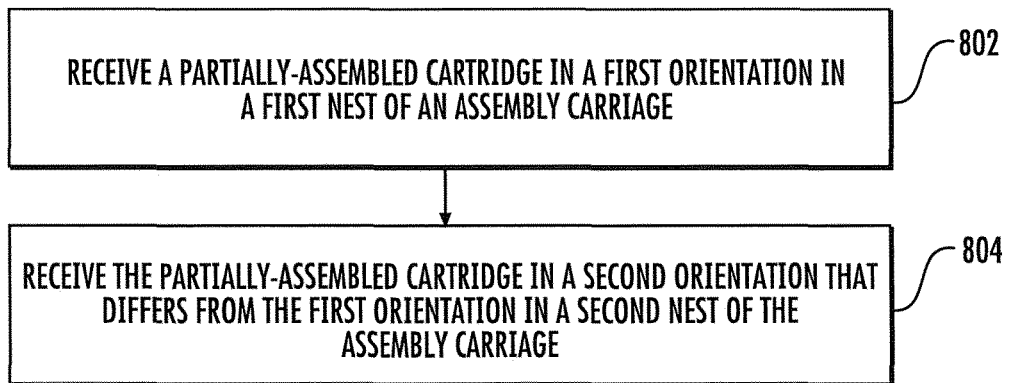 RECEIVE A PARTIALLY-ASSEMBLED CARTRIDGE IN A FIRST ORIENTATION IN
A FIRST NEST OF AN ASSEMBLY CARRIAGE
802
RECEIVE THE PARTIALLY-ASSEMBLED CARTRIDGE IN A SECOND ORIENTATION THAT
DIFFERS FROM THE FIRST ORIENTATION IN A SECOND NEST OF THE
ASSEMBLY CARRIAGE
804